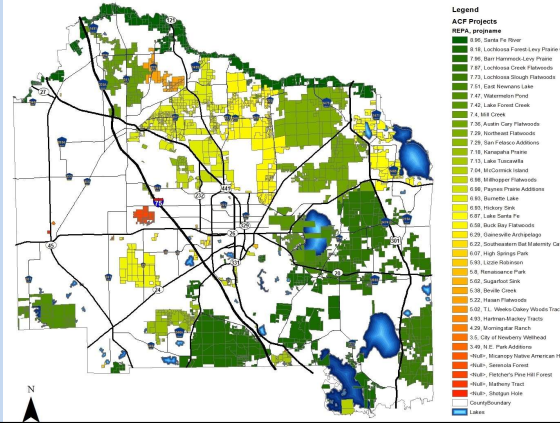 Legend
ACF Projects
REPA, projname
8.96, Santa Fe River
8.18, Lochloosa Forest-Levy Prairie
7.96, Barr Hammock-Levy Prairie
7.87, Lochloosa Creek Flatwoods
7.73, Lochloosa Slough Flatwoods
7.51, East Newnans Lake
7.47, Watermelon Pond
7.42, Lake Forest Creek
7.4, Mill Creek
7.36, Austin Cary Flatwoods
7.29, Northeast Flatwoods
7.29, San Felasco Additions
7.18, Kanapaha Prairie
7.13, Lake Tuscawilla
7.04, McCormick Island
6.98, Millhopper Flatwoods
6.98, Paynes Prairie Additions
6.93, Burnette Lake
6.93, Hickory Sink
6.87, Lake Santa Fe
6.58, Buck Bay Flatwoods
6.29, Gainesville Archipelago
6.22, Southeastern Bat Maternity Ca
6.07, High Springs Park
5.93, Lizzie Robinson
5.8, Renaissance Park
5.62, Sugarfoot Sink
5.38, Beville Creek
5.22, Hasan Flatwoods
5.02, T.L. Weeks-Oakey Woods Trac
4.93, Hartman-Mackey Tracts
4.29, Morningstar Ranch
3.5, City of Newberry Wellhead
3.49, N.E. Park Additions
<Null>, Micanopy Native American H
<Null>, Serenola Forest
<Null>, Fletcher's Pine Hill Forest
<Null>, Matheny Tract
<Null>, Shotgun Hole
CountyBoundary
Lakes
121
27
75
232
441
26
45
24
20
301
N